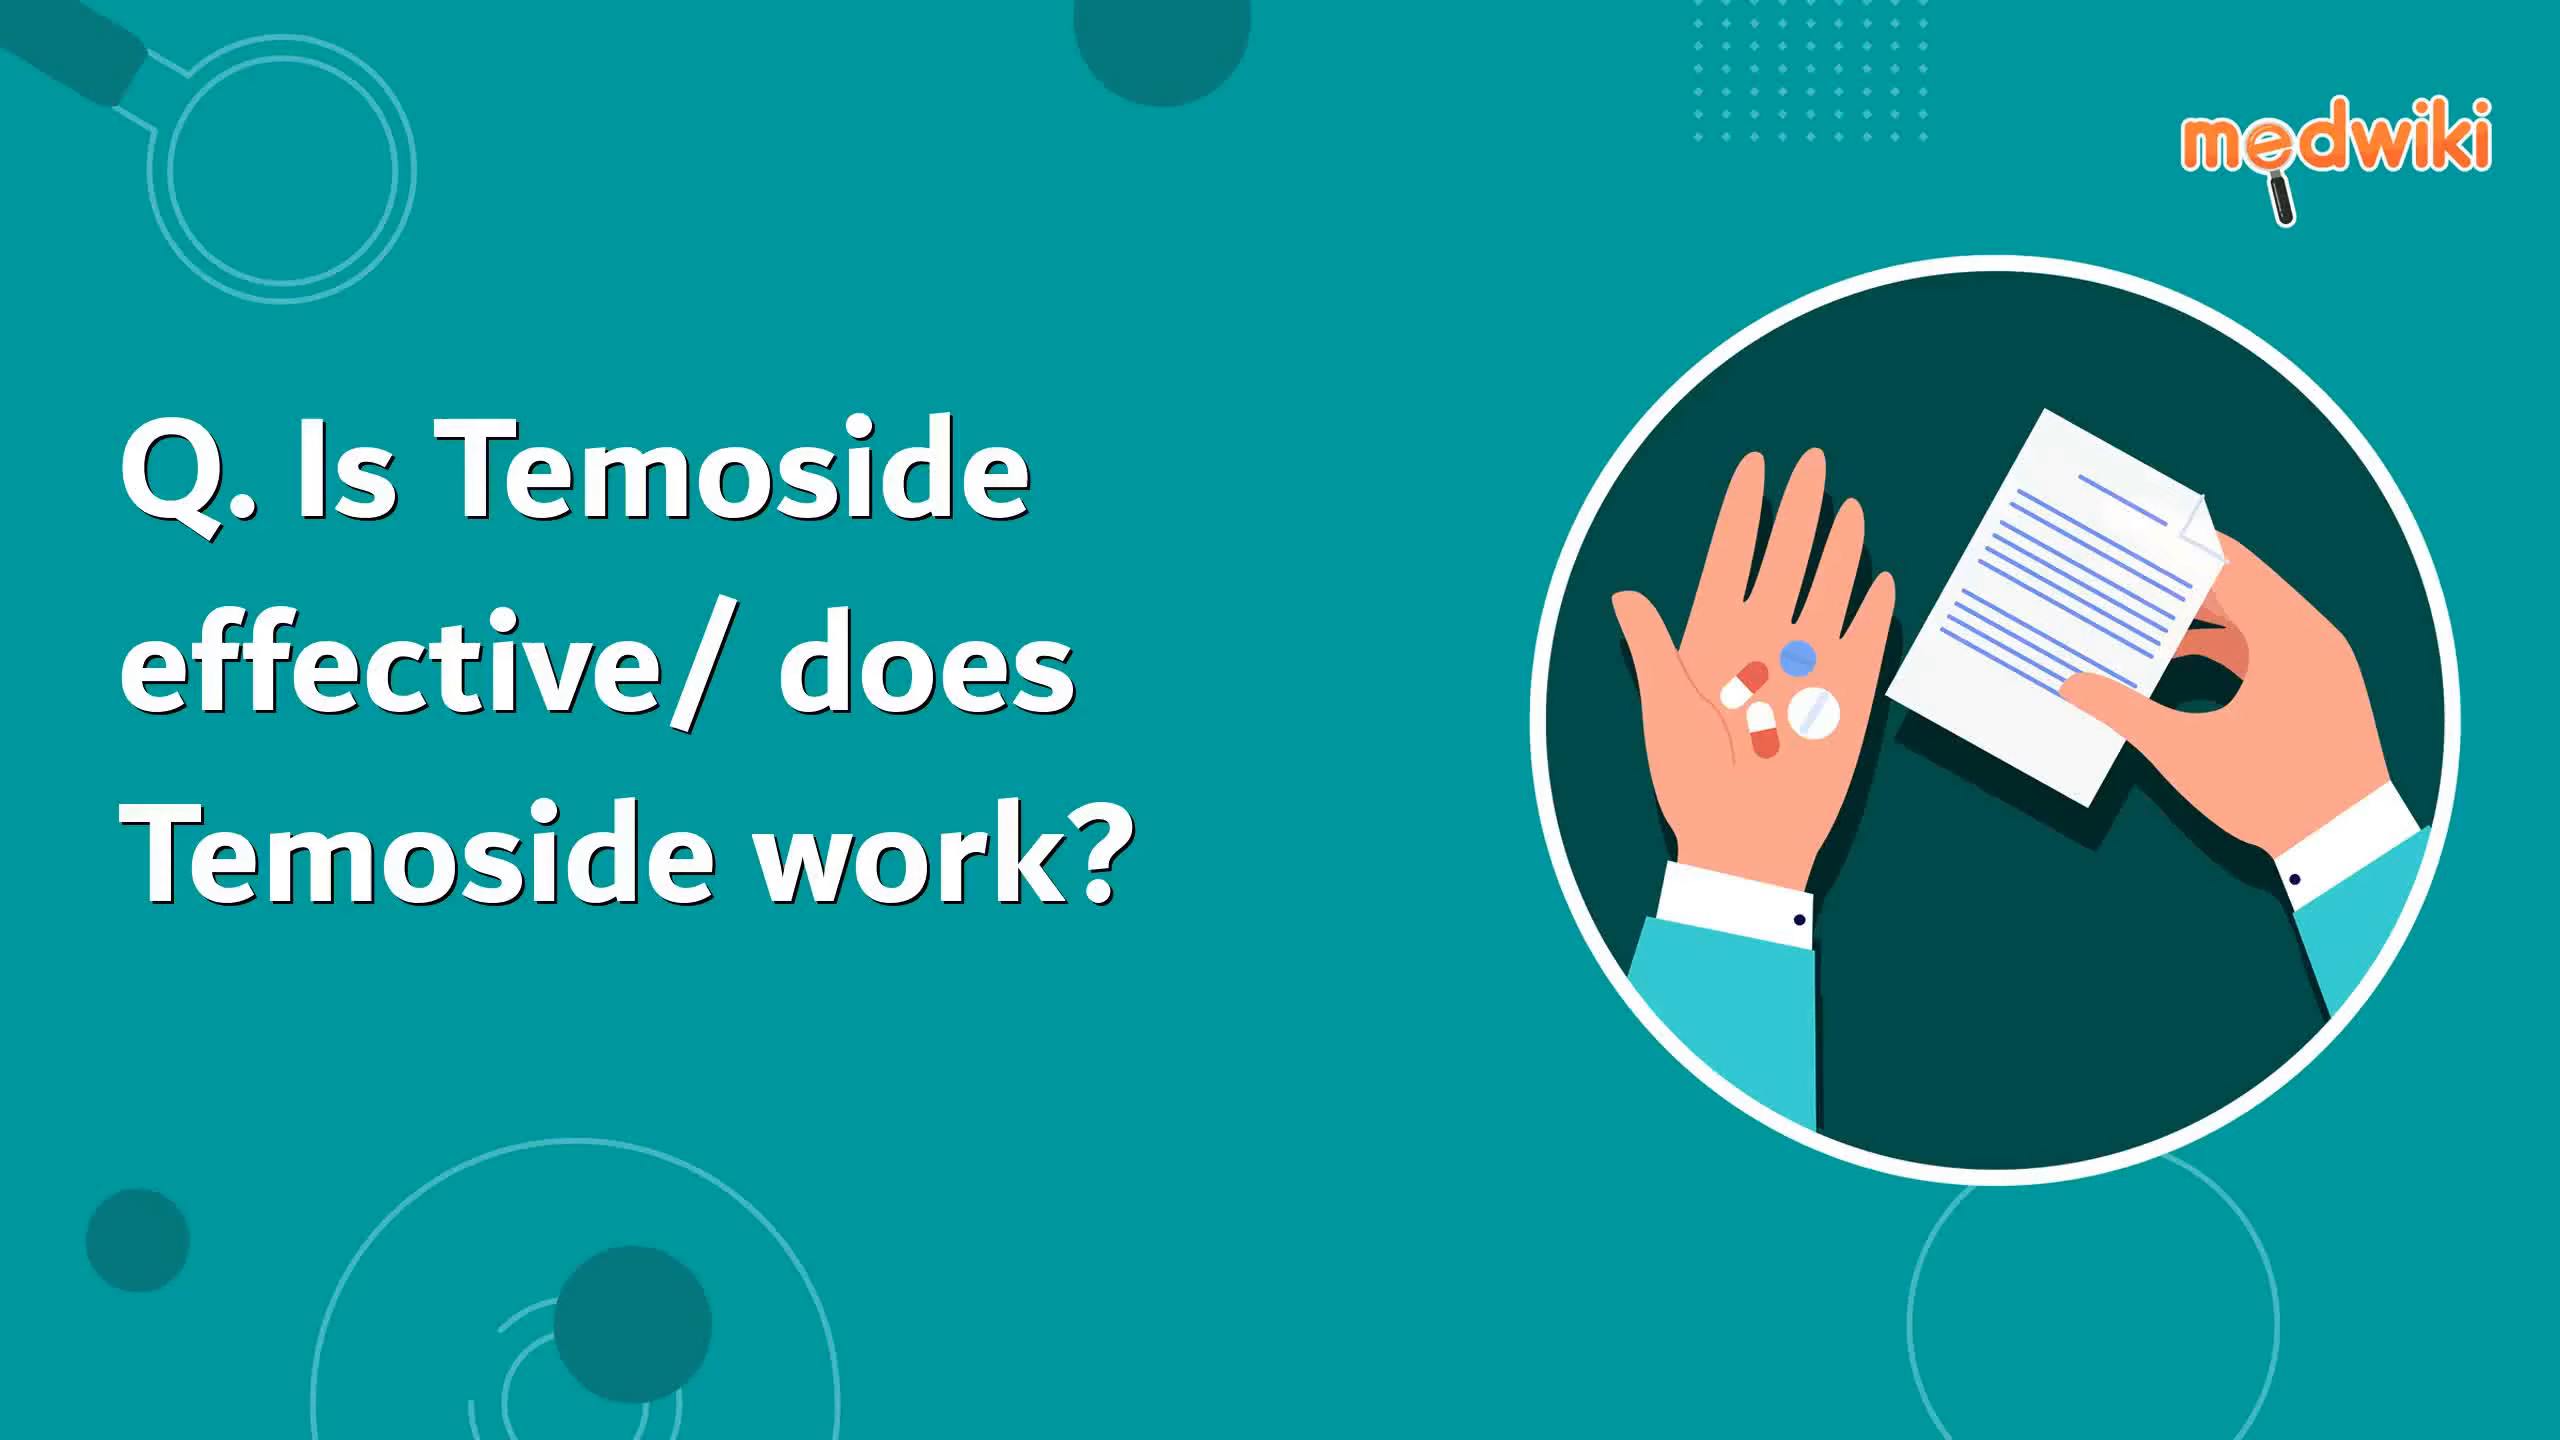 medwiki
Q. Is Temoside
effective/ does
Temoside work?